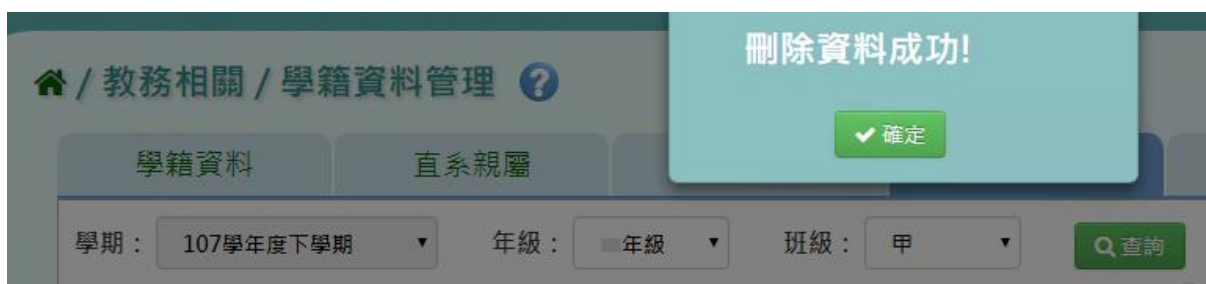 刪除資料成功!
確定
/ 教務相關 / 學籍資料管理 ?
學籍資料 直系親屬
學期： 107學年度下學期 年級： 年級 班級： 甲 查詢